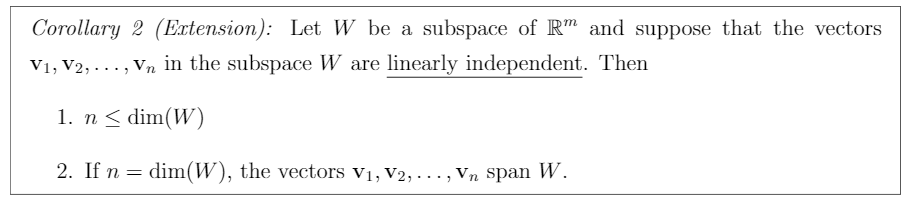 Corollary 2 (Extension): Let W be a subspace of ℝᵐ and suppose that the vectors
v₁, v₂, . . . , vₙ in the subspace W are linearly independent. Then
1. n ≤ dim(W)
2. If n = dim(W), the vectors v₁, v₂, . . . , vₙ span W.